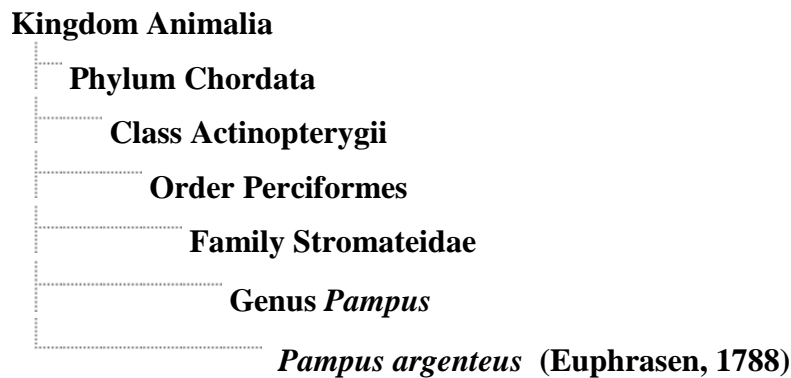 Kingdom Animalia
Phylum Chordata
Class Actinopterygii
Order Perciformes
Family Stromateidae
Genus Pampus
Pampus argenteus (Euphrasen, 1788)